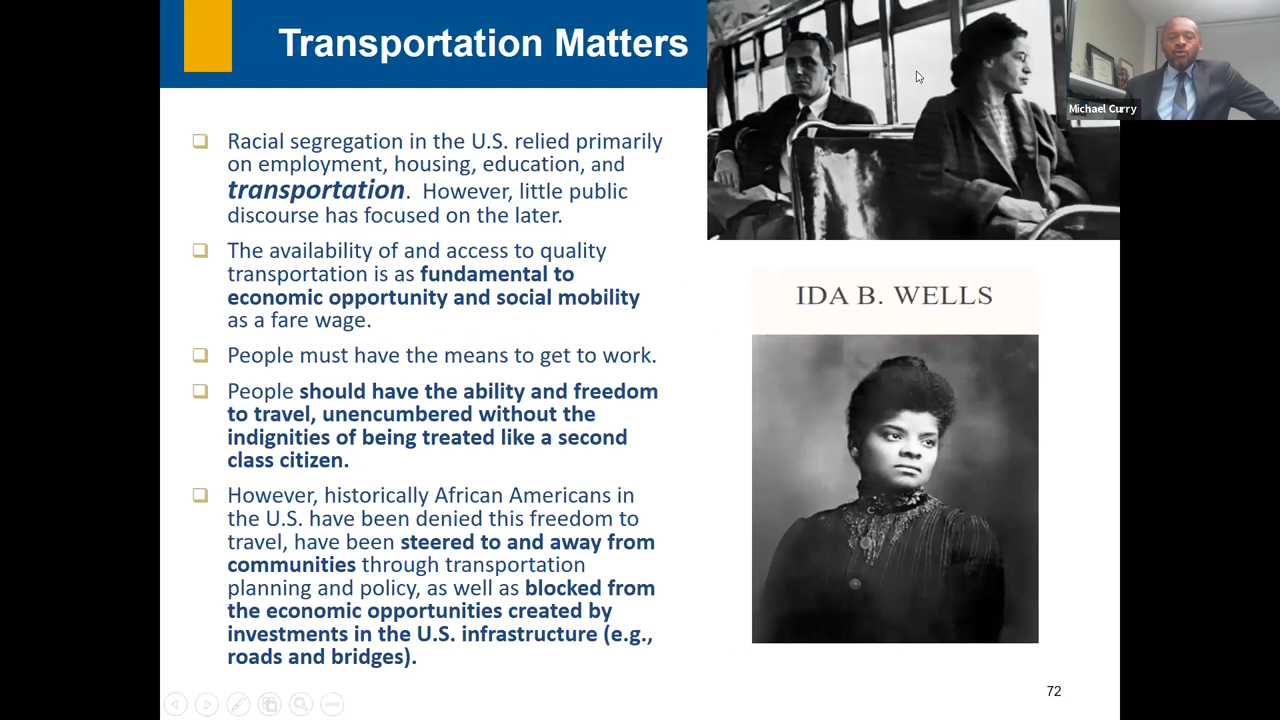 Transportation Matters
Michael Curry
Racial segregation in the U.S. relied primarily
on employment, housing, education, and
transportation. However, little public
discourse has focused on the later.
The availability of and access to quality
transportation is as fundamental to
economic opportunity and social mobility
as a fare wage.
People must have the means to get to work.
People should have the ability and freedom
to travel, unencumbered without the
indignities of being treated like a second
class citizen.
However, historically African Americans in
the U.S. have been denied this freedom to
travel, have been steered to and away from
communities through transportation
planning and policy, as well as blocked from
the economic opportunities created by
investments in the U.S. infrastructure (e.g.,
roads and bridges).
IDA B. WELLS
72